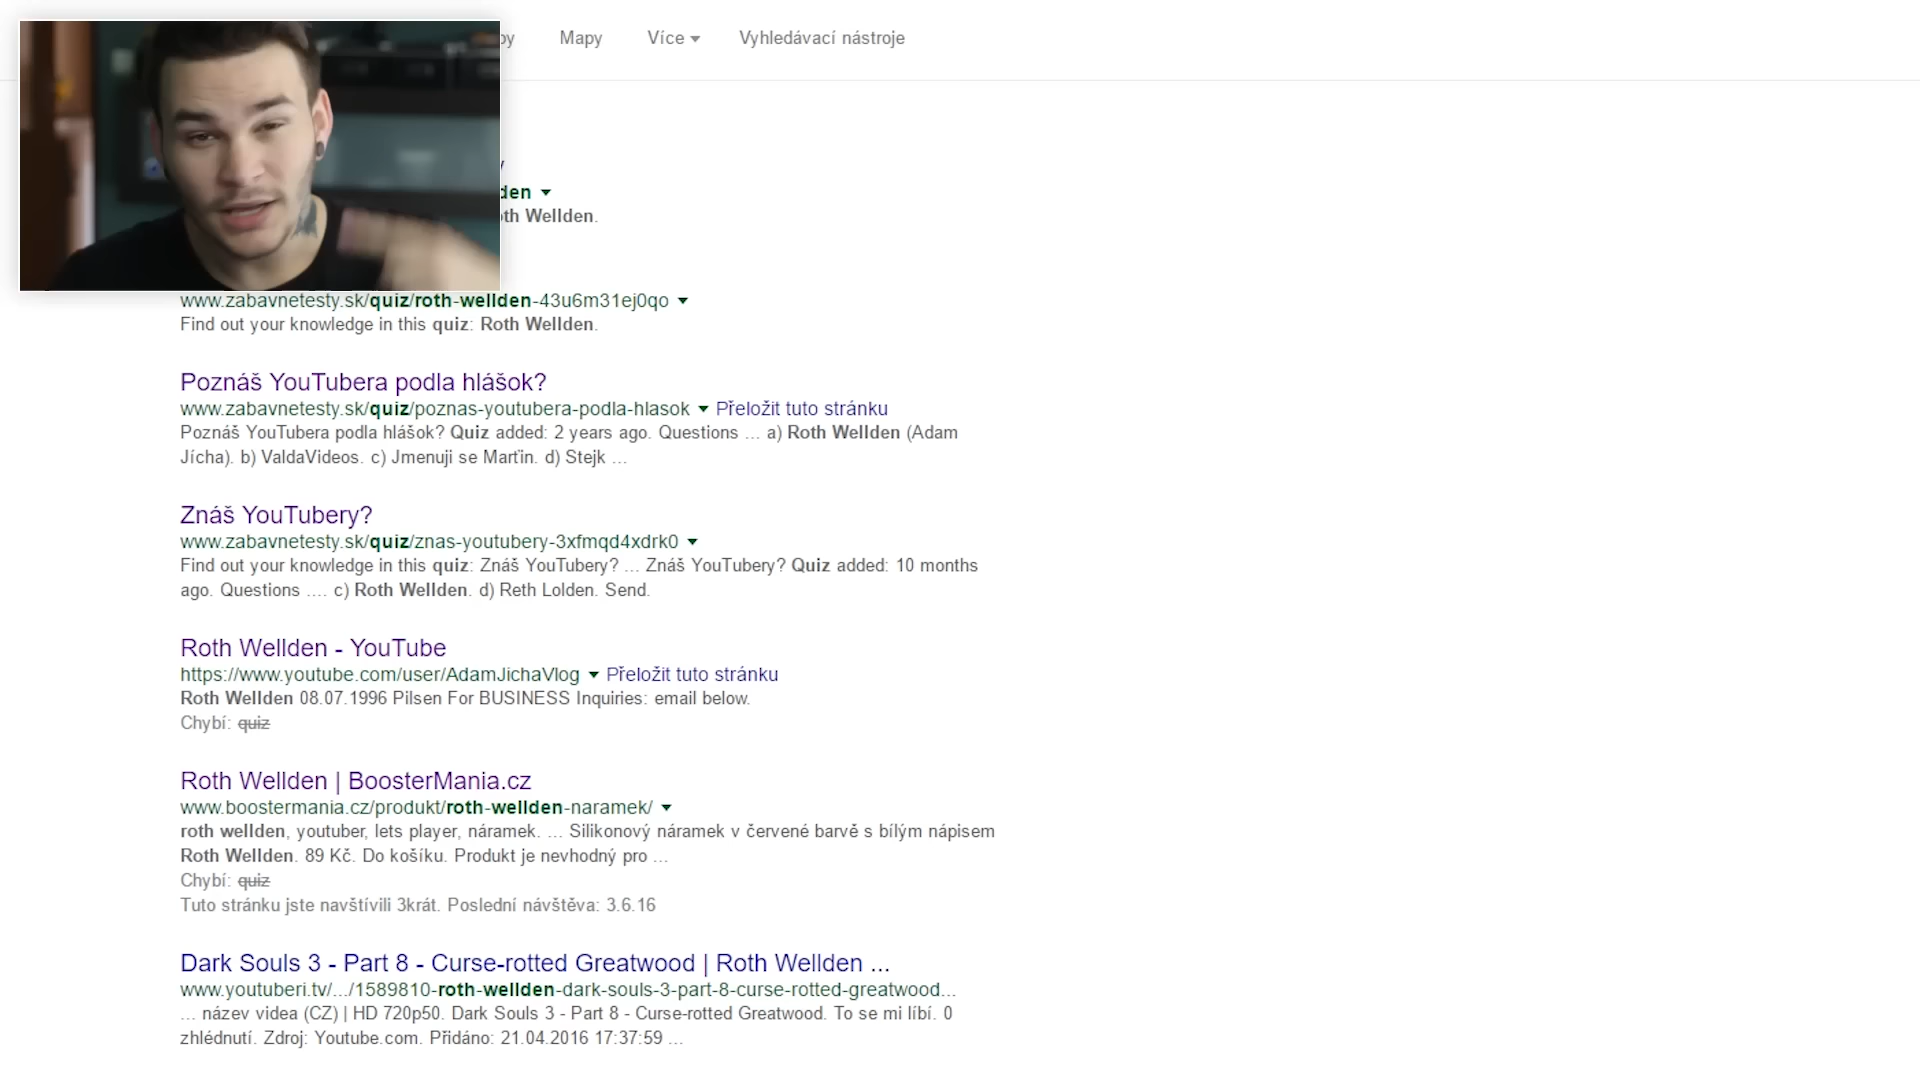 Mapy
Více
Vyhledávací nástroje
den
Wellden.
www.zabavnetesty.sk/quiz/roth-wellden-43u6m31ej0qo
Find out your knowledge in this quiz: Roth Wellden.
Poznáš YouTubera podla hlášok?
www.zabavnetesty.sk/quiz/poznas-youtubera-podla-hlasok Přeložit tuto stránku
Poznáš YouTubera podla hlášok? Quiz added: 2 years ago. Questions ... a) Roth Wellden (Adam
Jícha). b) ValdaVideos. c) Jmenuji se Marťin. d) Stejk ...
Znáš YouTubery?
www.zabavnetesty.sk/quiz/znas-youtubery-3xfmqd4xdrk0
Find out your knowledge in this quiz: Znáš YouTubery? ... Znáš YouTubery? Quiz added: 10 months
ago. Questions .... c) Roth Wellden. d) Reth Lolden. Send.
Roth Wellden - YouTube
https://www.youtube.com/user/AdamJichaVlog Přeložit tuto stránku
Roth Wellden 08.07.1996 Pilsen For BUSINESS Inquiries: email below.
Chybí: quiz
Roth Wellden | BoosterMania.cz
www.boostermania.cz/produkt/roth-wellden-naramek/
roth wellden, youtuber, lets player, náramek. ... Silikonový náramek v červené barvě s bílým nápisem
Roth Wellden. 89 Kč. Do košíku. Produkt je nevhodný pro ...
Chybí: quiz
Tuto stránku jste navštívili 3krát. Poslední návštěva: 3.6.16
Dark Souls 3 - Part 8 - Curse-rotted Greatwood | Roth Wellden ...
www.youtuberi.tv/.../1589810-roth-wellden-dark-souls-3-part-8-curse-rotted-greatwood...
... název videa (CZ) | HD 720p50. Dark Souls 3 - Part 8 - Curse-rotted Greatwood. To se mi líbí. 0
zhlédnutí. Zdroj: Youtube.com. Přidáno: 21.04.2016 17:37:59 ...